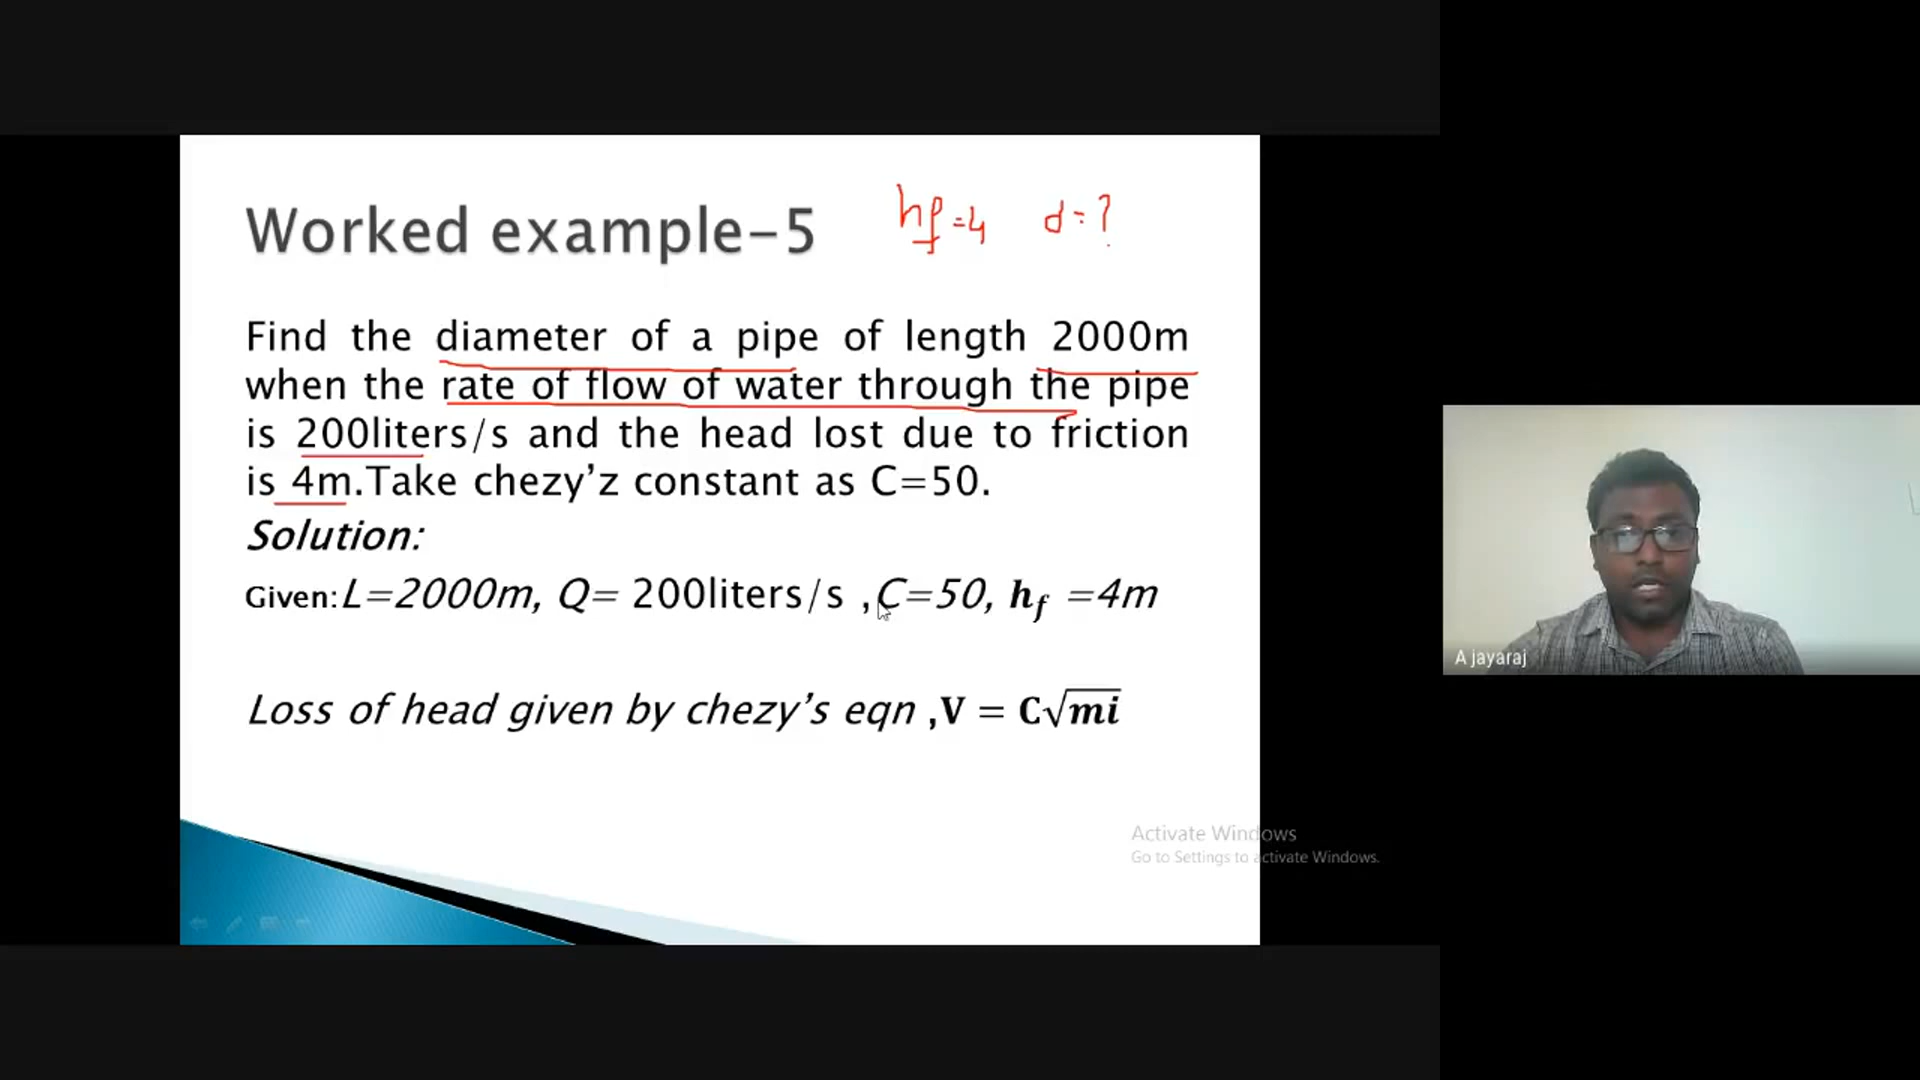 Worked example-5
hf=4 d=?
Find the diameter of a pipe of length 2000m
when the rate of flow of water through the pipe
is 200liters/s and the head lost due to friction
is 4m.Take chezy’z constant as C=50.
Solution:
Given:L=2000m, Q= 200liters/s ,C=50, h_f =4m
Loss of head given by chezy’s eqn ,V = C√mi
Activate Windows
Go to Settings to activate Windows.
A jayaraj